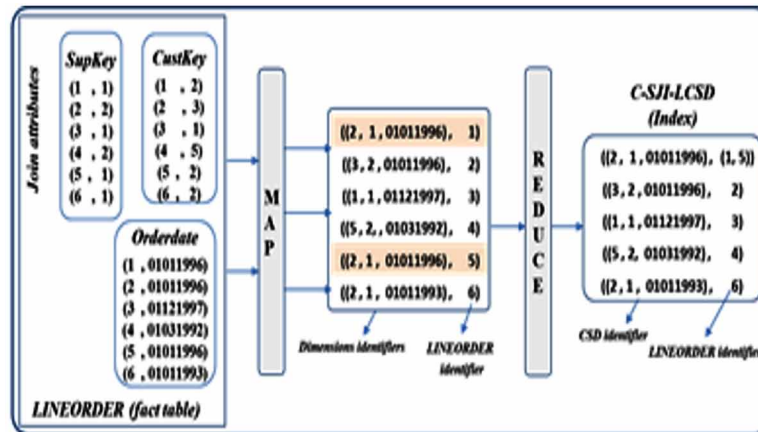 Join attributes
SupKey
(1 , 1)
(2 , 2)
(3 , 1)
(4 , 2)
(5 , 1)
(6 , 1)
CustKey
(1 , 2)
(2 , 3)
(3 , 1)
(4 , 5)
(5 , 2)
(6 , 2)
Orderdate
(1 , 01011996)
(2 , 01011996)
(3 , 01121997)
(4 , 01031992)
(5 , 01011996)
(6 , 01011993)
LINEORDER (fact table)
MAP
((2, 1, 01011996), 1)
((3, 2, 01011996), 2)
((1, 1, 01121997), 3)
((5, 2,, 01031992), 4)
((2, 1, 01011996), 5)
((2, 1, 01011993), 6)
Dimensions identifiers
LINEORDER
identifier
REDUCE
C-SJI-LCSD
(Index)
((2, 1, 01011996), (1, 5))
((3, 2, 01011996), 2)
((1, 1, 01121997), 3)
((5, 2, 01031992), 4)
((2, 1, 01011993), 6)
CSD identifier
LINEORDER identifier